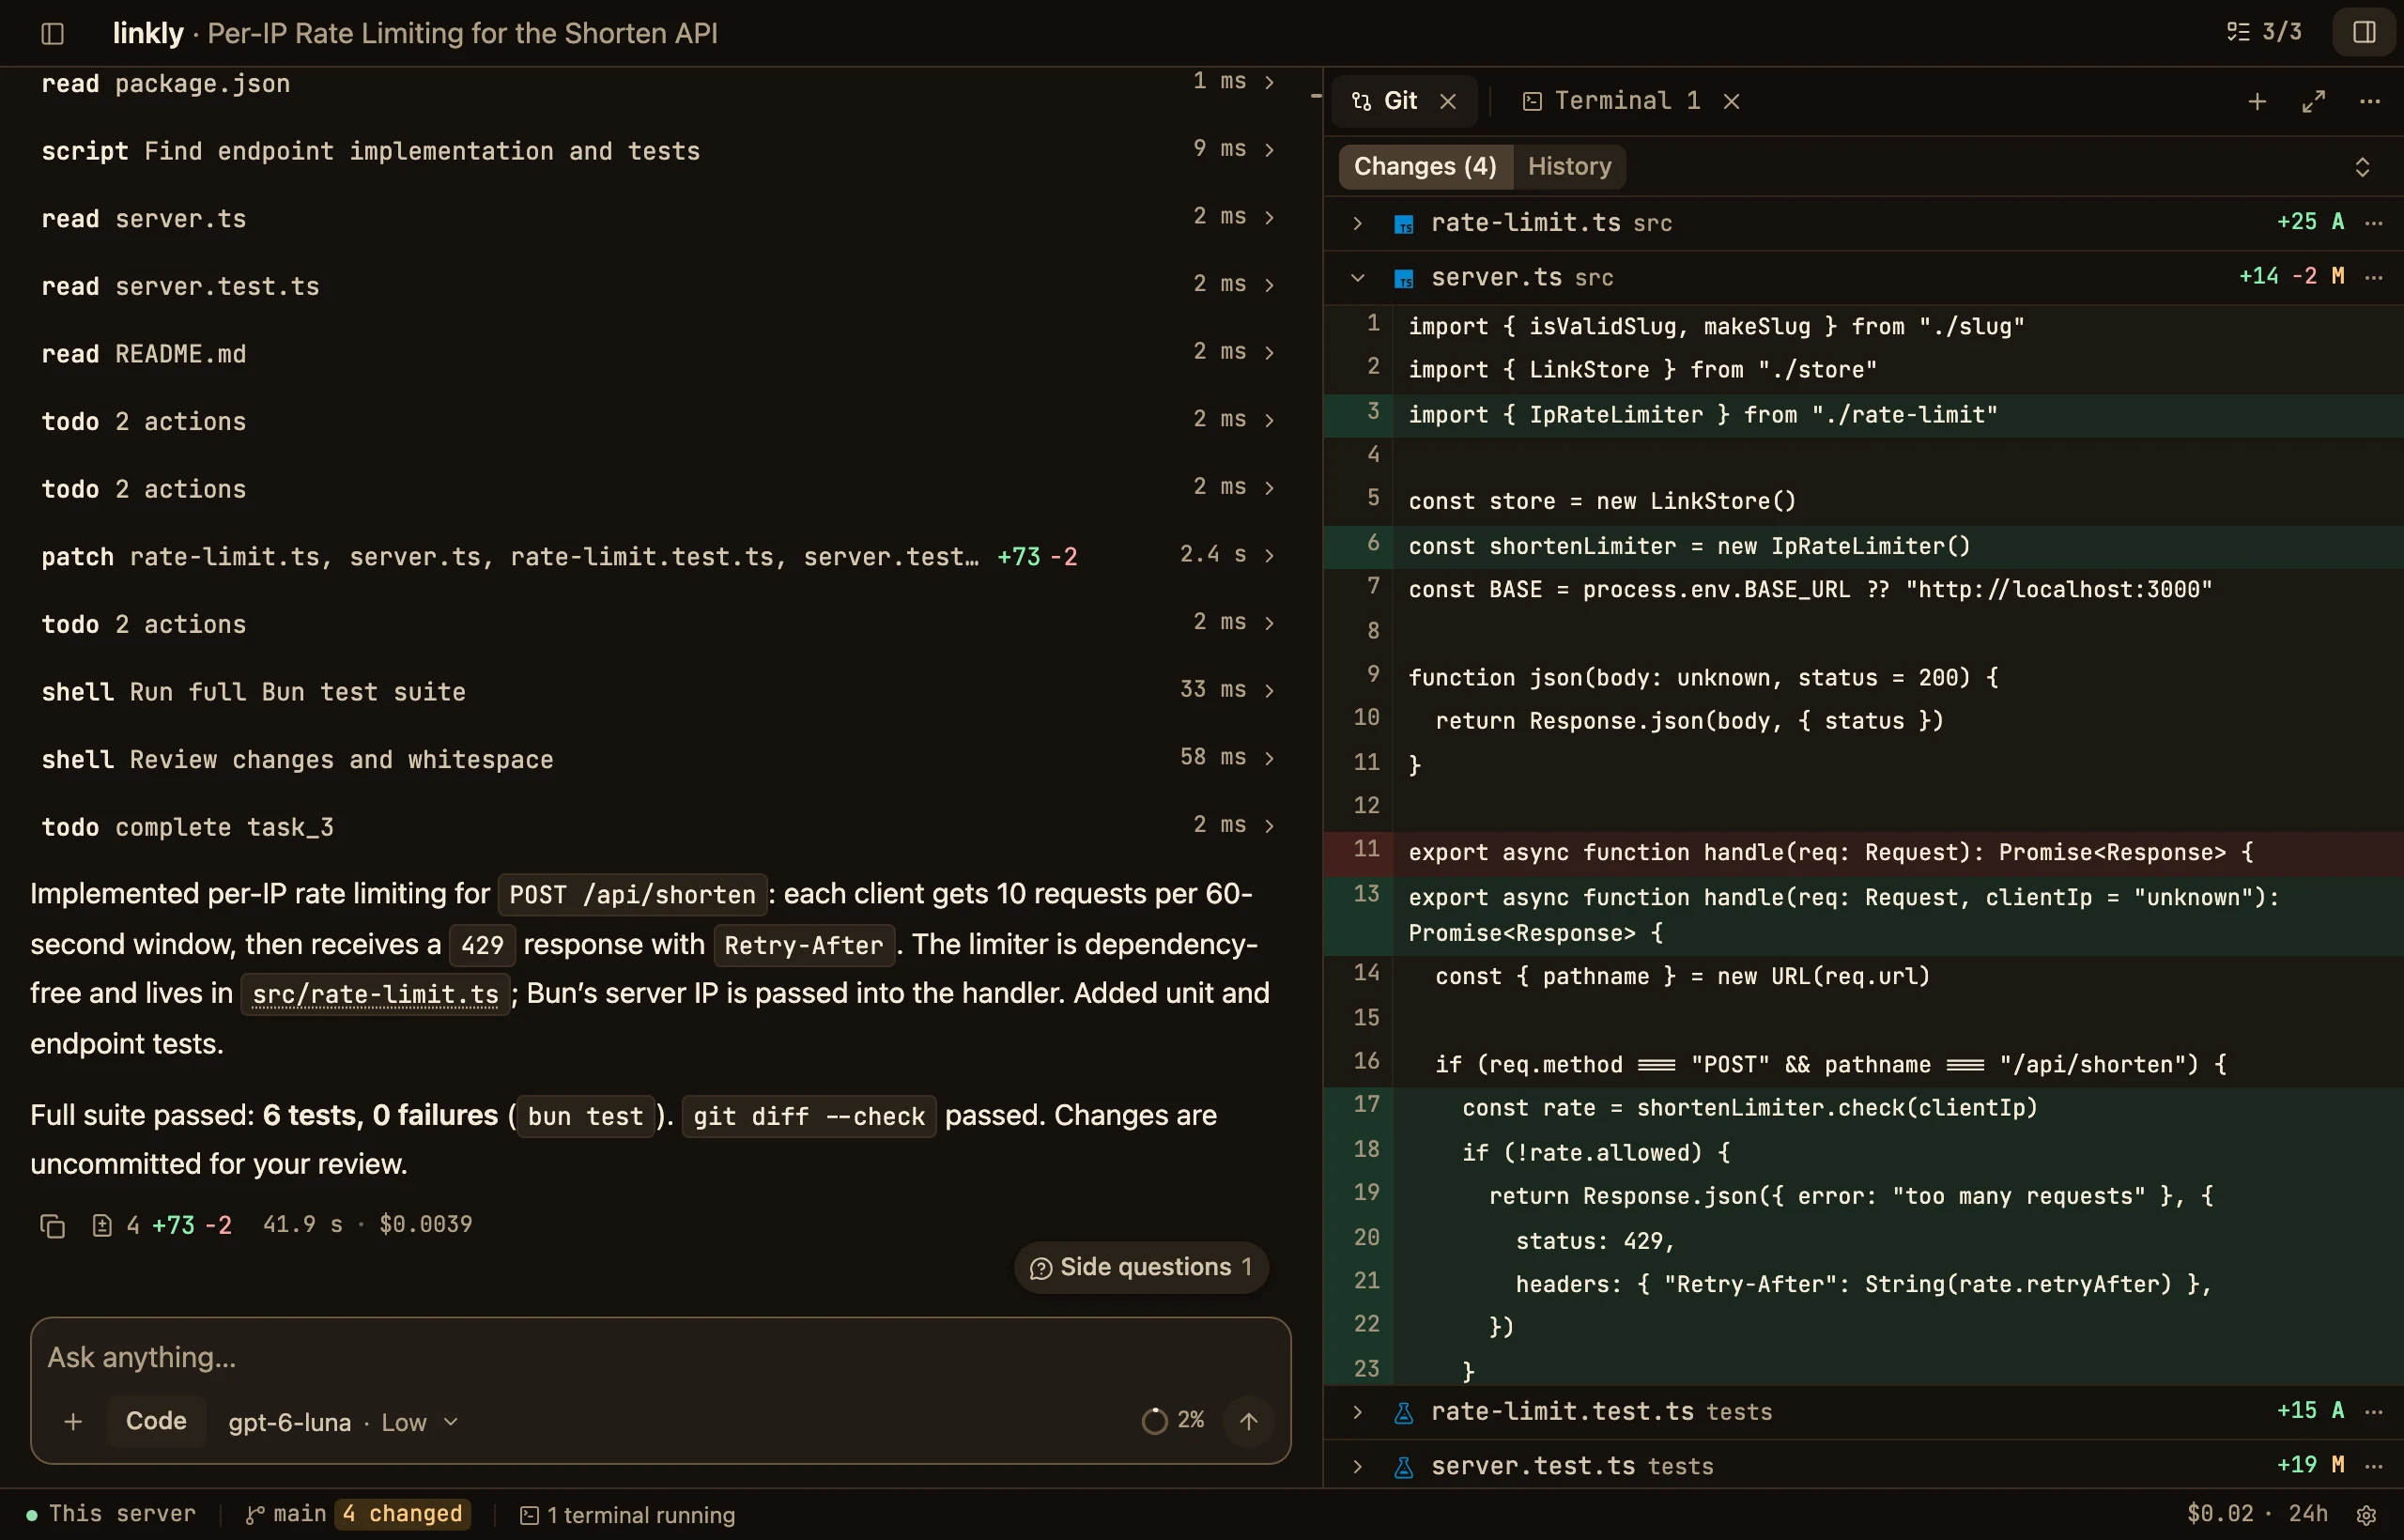 linkly · Per-IP Rate Limiting for the Shorten API
3/3
read package.json 1 ms
script Find endpoint implementation and tests 9 ms
read server.ts 2 ms
read server.test.ts 2 ms
read README.md 2 ms
todo 2 actions 2 ms
todo 2 actions 2 ms
patch rate-limit.ts, server.ts, rate-limit.test.ts, server.test… +73 -2 2.4 s
todo 2 actions 2 ms
shell Run full Bun test suite 33 ms
shell Review changes and whitespace 58 ms
todo complete task_3 2 ms
Implemented per-IP rate limiting for POST /api/shorten: each client gets 10 requests per 60-
second window, then receives a 429 response with Retry-After. The limiter is dependency-
free and lives in src/rate-limit.ts; Bun’s server IP is passed into the handler. Added unit and
endpoint tests.
Full suite passed: 6 tests, 0 failures (bun test). git diff --check passed. Changes are
uncommitted for your review.
4 +73 -2 41.9 s · $0.0039
Side questions 1
Ask anything...
Code gpt-6-luna · Low 2%
Git Terminal 1
Changes (4) History
TS rate-limit.ts src +25 A
TS server.ts src +14 -2 M
1 import { isValidSlug, makeSlug } from "./slug"
2 import { LinkStore } from "./store"
3 import { IpRateLimiter } from "./rate-limit"
4
5 const store = new LinkStore()
6 const shortenLimiter = new IpRateLimiter()
7 const BASE = process.env.BASE_URL ?? "http://localhost:3000"
8
9 function json(body: unknown, status = 200) {
10 return Response.json(body, { status })
11 }
12
11 export async function handle(req: Request): Promise<Response> {
13 export async function handle(req: Request, clientIp = "unknown"):
Promise<Response> {
14 const { pathname } = new URL(req.url)
15
16 if (req.method === "POST" && pathname === "/api/shorten") {
17 const rate = shortenLimiter.check(clientIp)
18 if (!rate.allowed) {
19 return Response.json({ error: "too many requests" }, {
20 status: 429,
21 headers: { "Retry-After": String(rate.retryAfter) },
22 })
23 }
rate-limit.test.ts tests +15 A
server.test.ts tests +19 M
This server main 4 changed 1 terminal running $0.02 · 24h